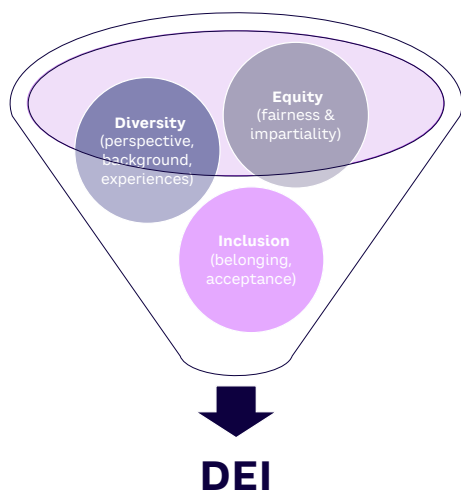 Diversity
(perspective,
background,
experiences)
Equity
(fairness &
impartiality)
Inclusion
(belonging,
acceptance)
DEI